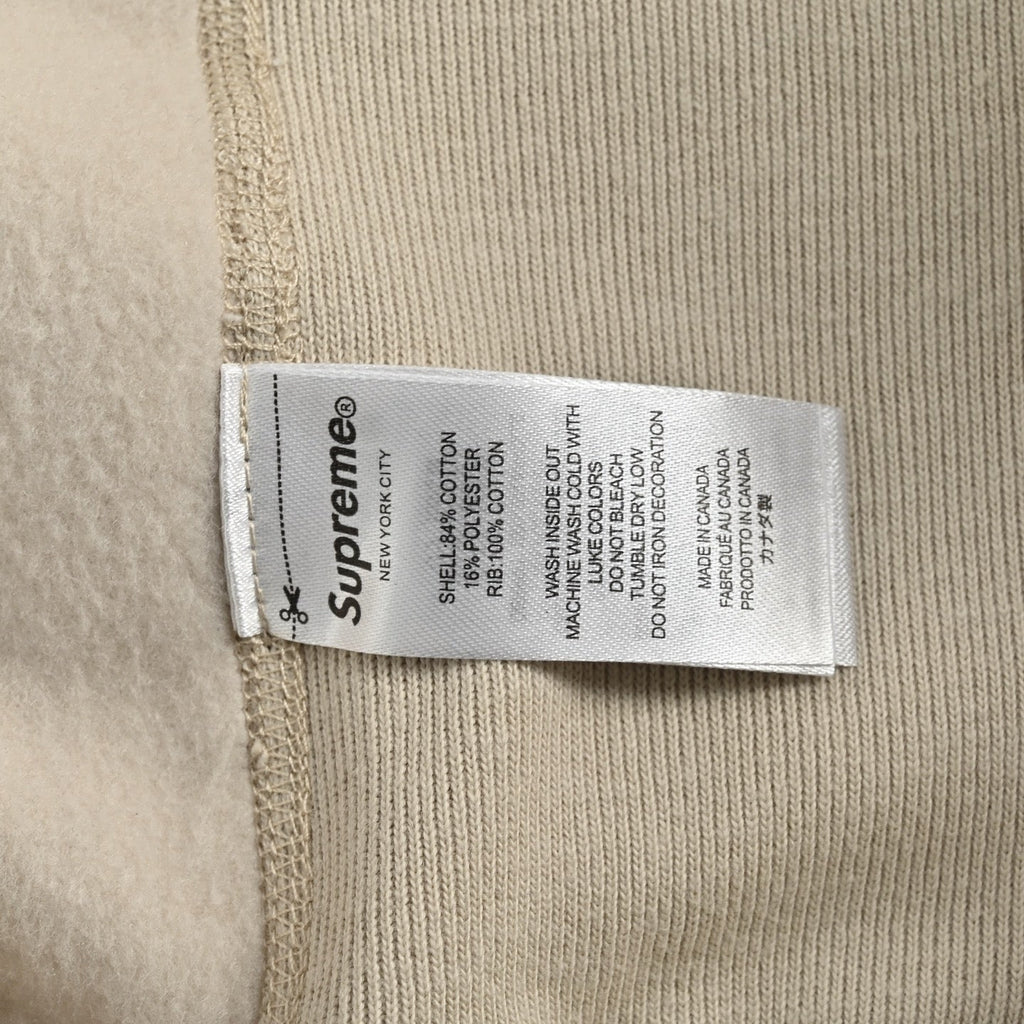 Supreme®
NEW YORK CITY
SHELL:84% COTTON
16% POLYESTER
RIB:100% COTTON
WASH INSIDE OUT
MACHINE WASH COLD WITH
LUKE COLORS
DO NOT BLEACH
TUMBLE DRY LOW
DO NOT IRON DECORATION
MADE IN CANADA
FABRIQUÉ AU CANADA
PRODOTTO IN CANADA
カナダ製